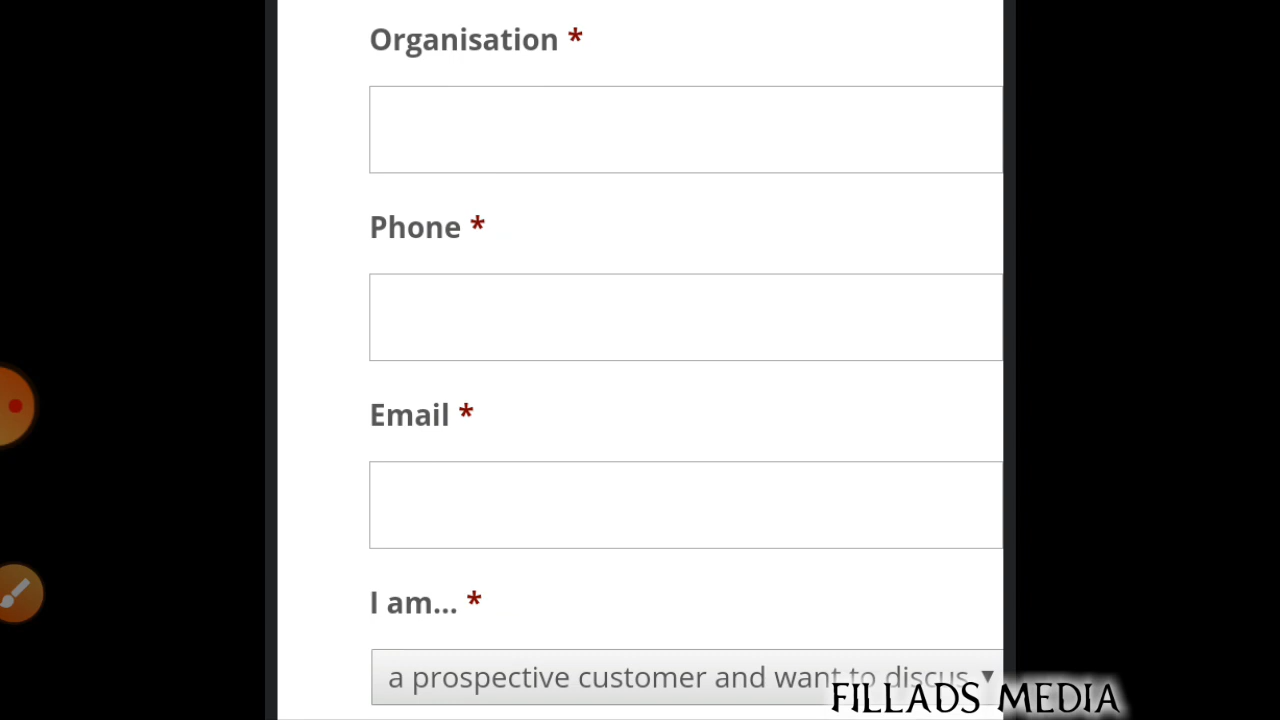 Organisation *
Phone *
Email *
I am... *
a prospective customer and want to discus
FILLADS MEDIA